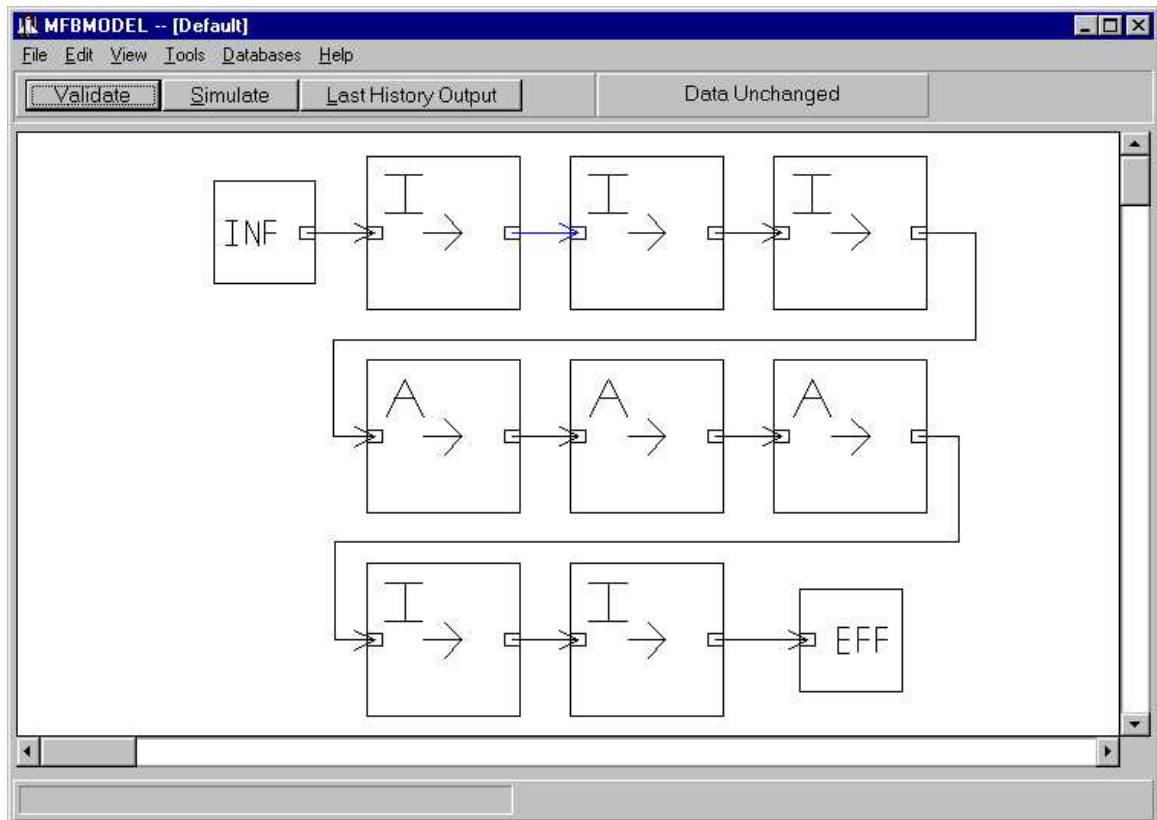 MFBMODEL -- [Default]
File Edit View Tools Databases Help
Validate Simulate Last History Output Data Unchanged
INF I I I
A A A
I I EFF